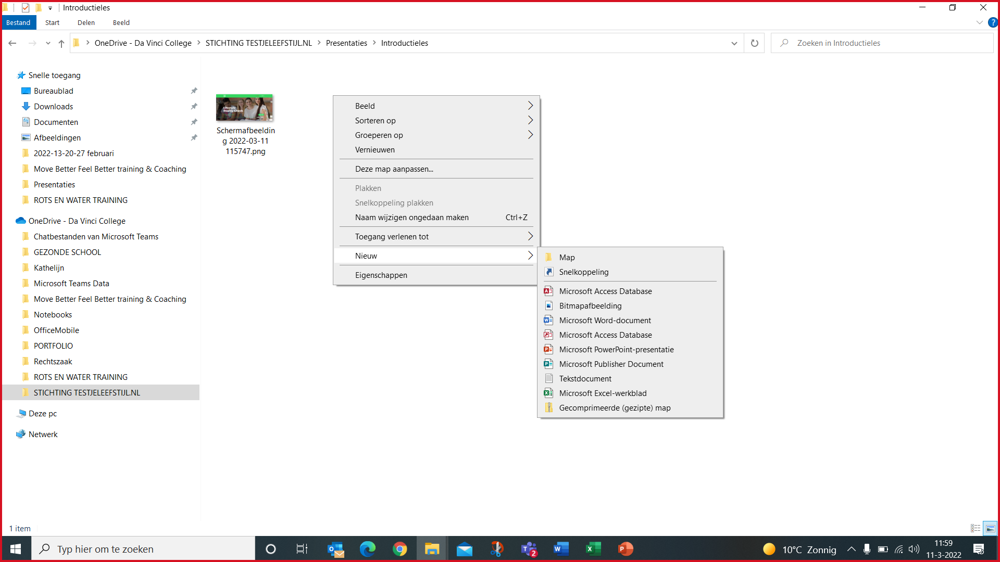 Introductieles
Bestand Start Delen Beeld
OneDrive - Da Vinci College STICHTING TESTJELEEFSTIJL.NL Presentaties Introductieles
Zoeken in Introductieles
Snelle toegang
Bureaublad
Downloads
Documenten
Afbeeldingen
2022-13-20-27 februari
Move Better Feel Better training & Coaching
Presentaties
ROTS EN WATER TRAINING
OneDrive - Da Vinci College
Chatbestanden van Microsoft Teams
GEZONDE SCHOOL
Kathelijn
Microsoft Teams Data
Move Better Feel Better training & Coaching
Notebooks
OfficeMobile
PORTFOLIO
Rechtszaak
ROTS EN WATER TRAINING
STICHTING TESTJELEEFSTIJL.NL
Deze pc
Netwerk
Lifestyle
Reality Check
Schermafbeeldin
g 2022-03-11
115747.png
Beeld
Sorteren op
Groeperen op
Vernieuwen
Deze map aanpassen...
Plakken
Snelkoppeling plakken
Naam wijzigen ongedaan maken Ctrl+Z
Toegang verlenen tot
Nieuw
Eigenschappen
Map
Snelkoppeling
Microsoft Access Database
Bitmapafbeelding
Microsoft Word-document
Microsoft Access Database
Microsoft PowerPoint-presentatie
Microsoft Publisher Document
Tekstdocument
Microsoft Excel-werkblad
Gecomprimeerde (gezipte) map
1 item
Typ hier om te zoeken
2
10°C Zonnig
11:59
11-3-2022